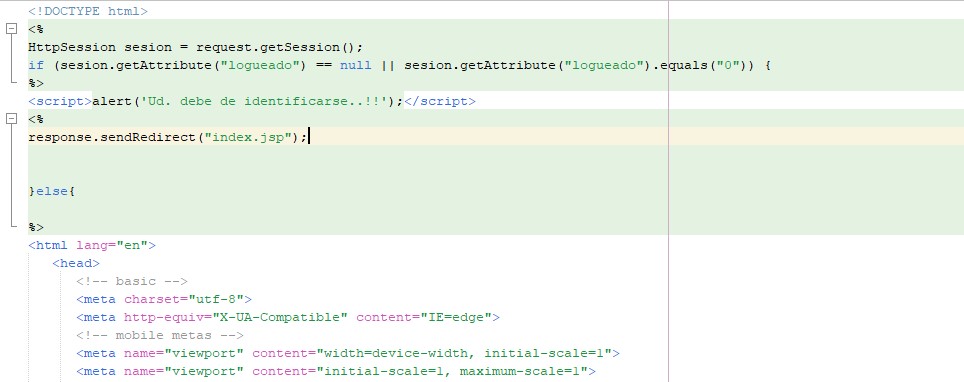 <!DOCTYPE html>
<%
HttpSession sesion = request.getSession();
if (sesion.getAttribute("logueado") == null || sesion.getAttribute("logueado").equals("0")) {
%>
<script>alert('Ud. debe de identificarse..!!');</script>
<%
response.sendRedirect("index.jsp");
}else{
%>
<html lang="en">
<head>
<!-- basic -->
<meta charset="utf-8">
<meta http-equiv="X-UA-Compatible" content="IE=edge">
<!-- mobile metas -->
<meta name="viewport" content="width=device-width, initial-scale=1">
<meta name="viewport" content="initial-scale=1, maximum-scale=1">